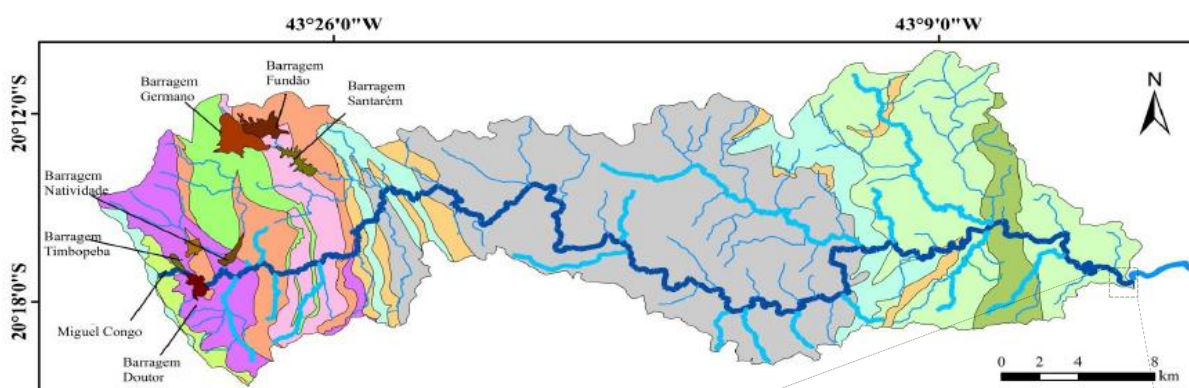 43°26'0"W
43°9'0"W
20°12'0"S
20°18'0"S
Barragem
Fundão
Barragem
Germano
Barragem
Santarém
Barragem
Natividade
Barragem
Timbopeba
Miguel Congo
Barragem
Doutor
N
0 2 4 8
km